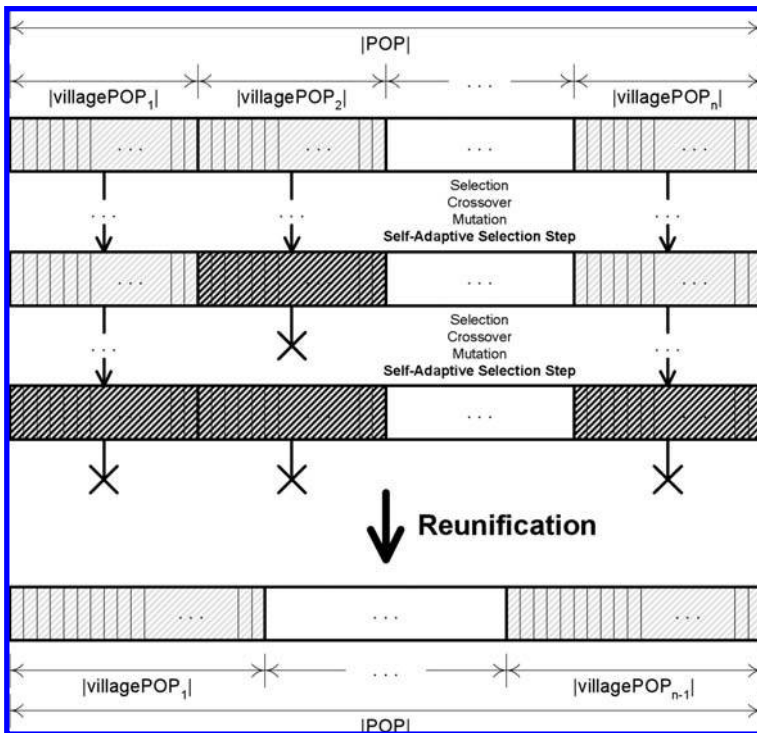 |POP|
|villagePOP1| |villagePOP2| ... |villagePOPn|
... ... ... ...
Selection
Crossover
Mutation
Self-Adaptive Selection Step
... ... ...
... ... ... ...
Selection
Crossover
Mutation
Self-Adaptive Selection Step
... ...
... ... ... ...
Reunification
... ... ...
|villagePOP1| ... |villagePOPn-1|
|POP|